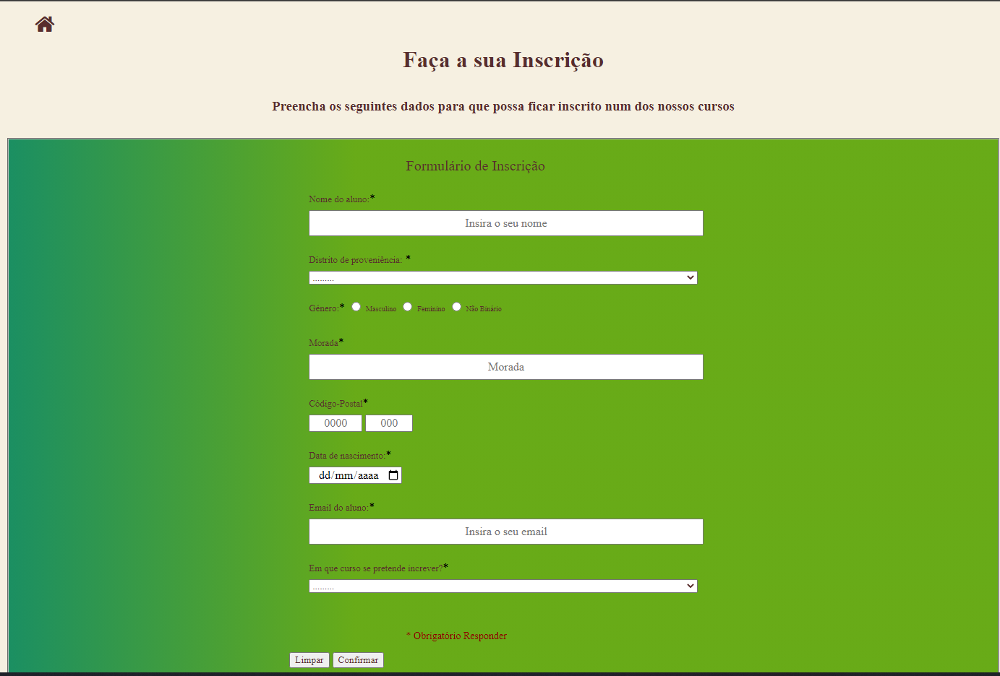 Faça a sua Inscrição
Preencha os seguintes dados para que possa ficar inscrito num dos nossos cursos
Formulário de Inscrição
Nome do aluno:*
Insira o seu nome
Distrito de proveniência: *
.........
Género:* Masculino Feminino Não Binário
Morada*
Morada
Código-Postal*
0000 000
Data de nascimento:*
dd/mm/aaaa
Email do aluno:*
Insira o seu email
Em que curso se pretende increver?*
.........
* Obrigatório Responder
Limpar Confirmar